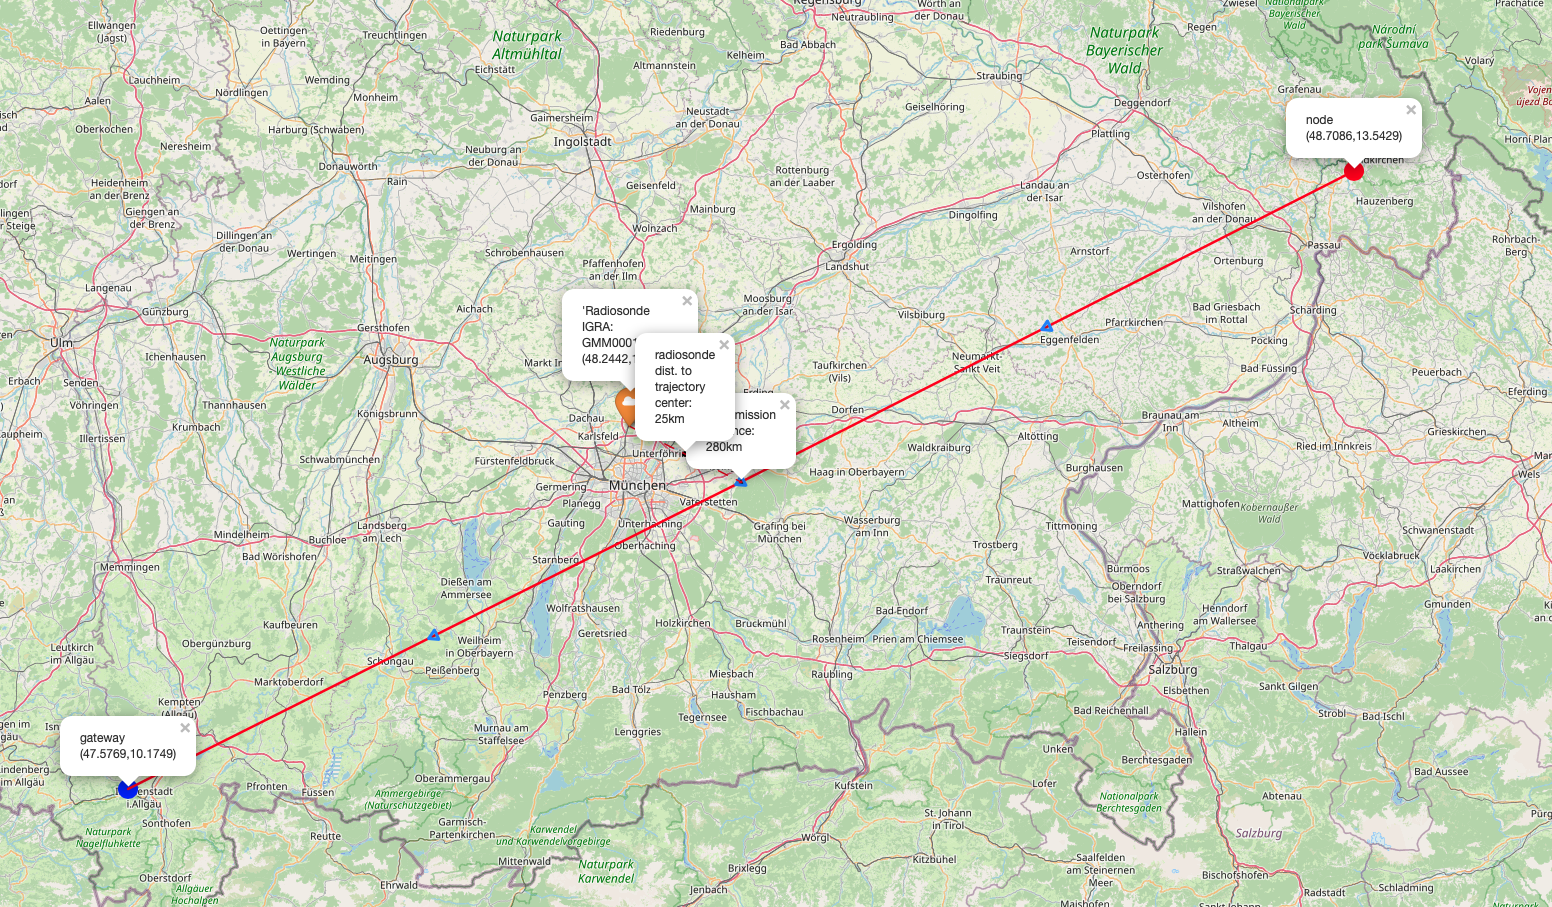 Regensburg
Ellwangen
(Jagst)
Oettingen
in Bayern
Treuchtlingen
Naturpark
Altmühltal
Riedenburg
Kelheim
Bad Abbach
Neutraubling
Wörth an
der Donau
Naturpark
Bayerischer
Wald
Regen
Zwiesel
Nationalpark
Bayerischer
Wald
Národní
park Šumava
Prachatice
Volary
Lauchheim
Wemding
Eichstätt
Altmannstein
Straubing
Grafenau
Aalen
Nördlingen
Monheim
Gaimersheim
Neustadt
an der Donau
Geiselhöring
Deggendorf
Plattling
Oberkochen
Harburg (Schwaben)
Neresheim
Ingolstadt
Neuburg an
der Donau
Donauwörth
Rain
Rottenburg
an der Laaber
Osterhofen
node
(48.7086,13.5429)
Heidenheim
an der Brenz
Geisenfeld
Landau an
der Isar
Vilshofen
an der Donau
Hauzenberg
Giengen an
der Brenz
Mainburg
Dingolfing
Dillingen an
der Donau
Wertingen
Meitingen
Schrobenhausen
Wolnzach
Pfaffenhofen
an der Ilm
Ergolding
Landshut
Arnstorf
Ortenburg
Passau
Langenau
Günzburg
Aichach
Moosburg
an der Isar
Vilsbiburg
Pfarrkirchen
Bad Griesbach
im Rottal
Schärding
Ulm
Ichenhausen
Naturpark
Augsburg
Westliche
Wälder
Gersthofen
Augsburg
'Radiosonde
IGRA:
GMM0001
(48.2442,1
radiosonde
dist. to
trajectory
center:
25km
Eggenfelden
Neumarkt-
Sankt Veit
Pocking
Bad Füssing
Peuerbach
Erbach
Senden
Vöhringen
Thannhausen
Krumbach
Königsbrunn
Taufkirchen
(Vils)
Erding
Dorfen
mission
nce:
280km
Dachau
Karlsfeld
Illertissen
Schwabmünchen
Fürstenfeldbruck
Unterföhrin
München
Germering
Planegg
Gauting
Vaterstetten
Haag in Oberbayern
Waldkraiburg
Altötting
Burghausen
Braunau am
Inn
Altheim
Ried im Innkreis
Grieskirchen
Eferding
Wels
Mindelheim
Bad Wörishofen
Buchloe
Landsberg
am Lech
Unterhaching
Oberhaching
Grafing bei
München
Wasserburg
am Inn
Tittmoning
Mattighofen
Kobernaußer
Wald
Schwanenstadt
Memmingen
Starnberg
Dießen am
Ammersee
Trostberg
Traunreut
Bürmoos
Oberndorf
bei Salzburg
Straßwalchen
Vöcklabruck
Laakirchen
Gmunden
Kaufbeuren
Obergünzburg
Leutkirch
im Allgäu
Wolfratshausen
Geretsried
Holzkirchen
Bruckmühl
Bad Endorf
Rosenheim
Prien am Chiemsee
Traunstein
Siegsdorf
Teisendorf
Freilassing
Anthering
Henndorf
am Wallersee
Thalgau
Salzburg
Weilheim
in Oberbayern
Schongau
Peißenberg
Marktoberdorf
Kempten
(Allgäu)
Penzberg
Bad Tölz
Miesbach
Hausham
Fischbachau
Tegernsee
Lenggries
Raubling
Bad Reichenhall
Elsbethen
Hallein
Sankt Gilgen
Strobl
Bad Ischl
gateway
(47.5769,10.1749)
Murnau am
Staffelsee
Oberammergau
Ammergebirge
(Naturschutzgebiet)
Pfronten
Füssen
Kufstein
Unken
Lofer
Berchtesgaden
Nationalpark
Berchtesgaden
Abtenau
Bad Aussee
Sonthofen
Naturpark
Nagelfluhkette
Reutte
Garmisch-
Partenkirchen
Karwendel
und Karwendelvorgebirge
Mittenwald
Naturpark
Karwendel
Wörgl
St. Johann
in Tirol
Kitzbühel
Salzburg
Saalfelden
am Steinernen
Meer
Bischofshofen
Oberstdorf
Allgäuer
Hochalpen
Ehrwald
Brixlegg
Jenbach
Maishofen
Sankt Johann
Radstadt
Schladming